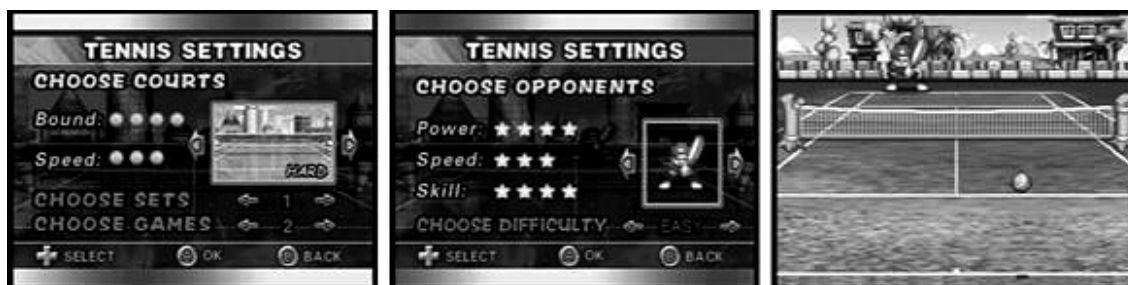 TENNIS SETTINGS
CHOOSE COURTS
Bound:
Speed:
HARD
CHOOSE SETS 1
CHOOSE GAMES 2
SELECT A OK B BACK
TENNIS SETTINGS
CHOOSE OPPONENTS
Power:
Speed:
Skill:
CHOOSE DIFFICULTY EASY
SELECT A OK B BACK